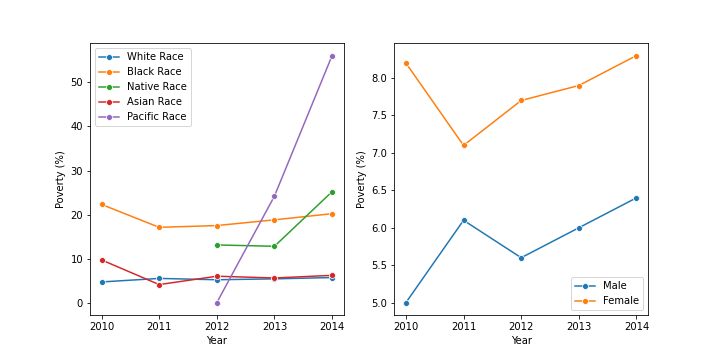 White Race
Black Race
Native Race
Asian Race
Pacific Race
50
40
30
20
10
0
Poverty (%)
2010 2011 2012 2013 2014
Year
8.0
7.5
7.0
6.5
6.0
5.5
5.0
Poverty (%)
Male
Female
2010 2011 2012 2013 2014
Year